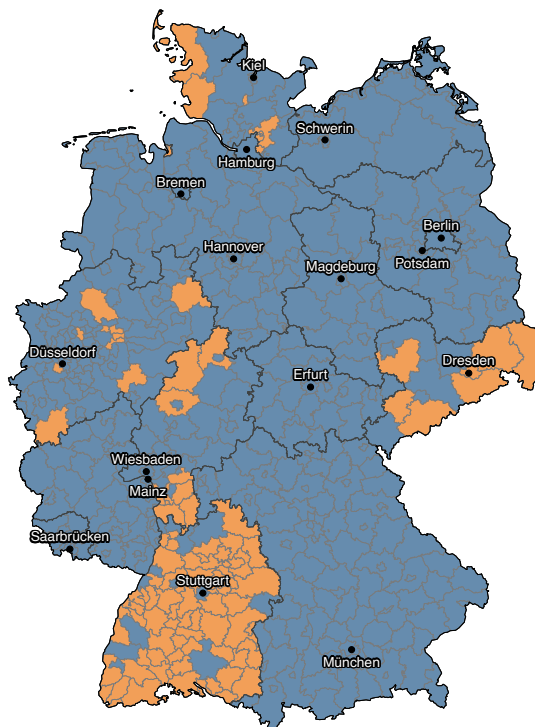 Kiel
Schwerin
Hamburg
Bremen
Berlin
Hannover
Potsdam
Magdeburg
Düsseldorf
Dresden
Erfurt
Wiesbaden
Mainz
Saarbrücken
Stuttgart
München